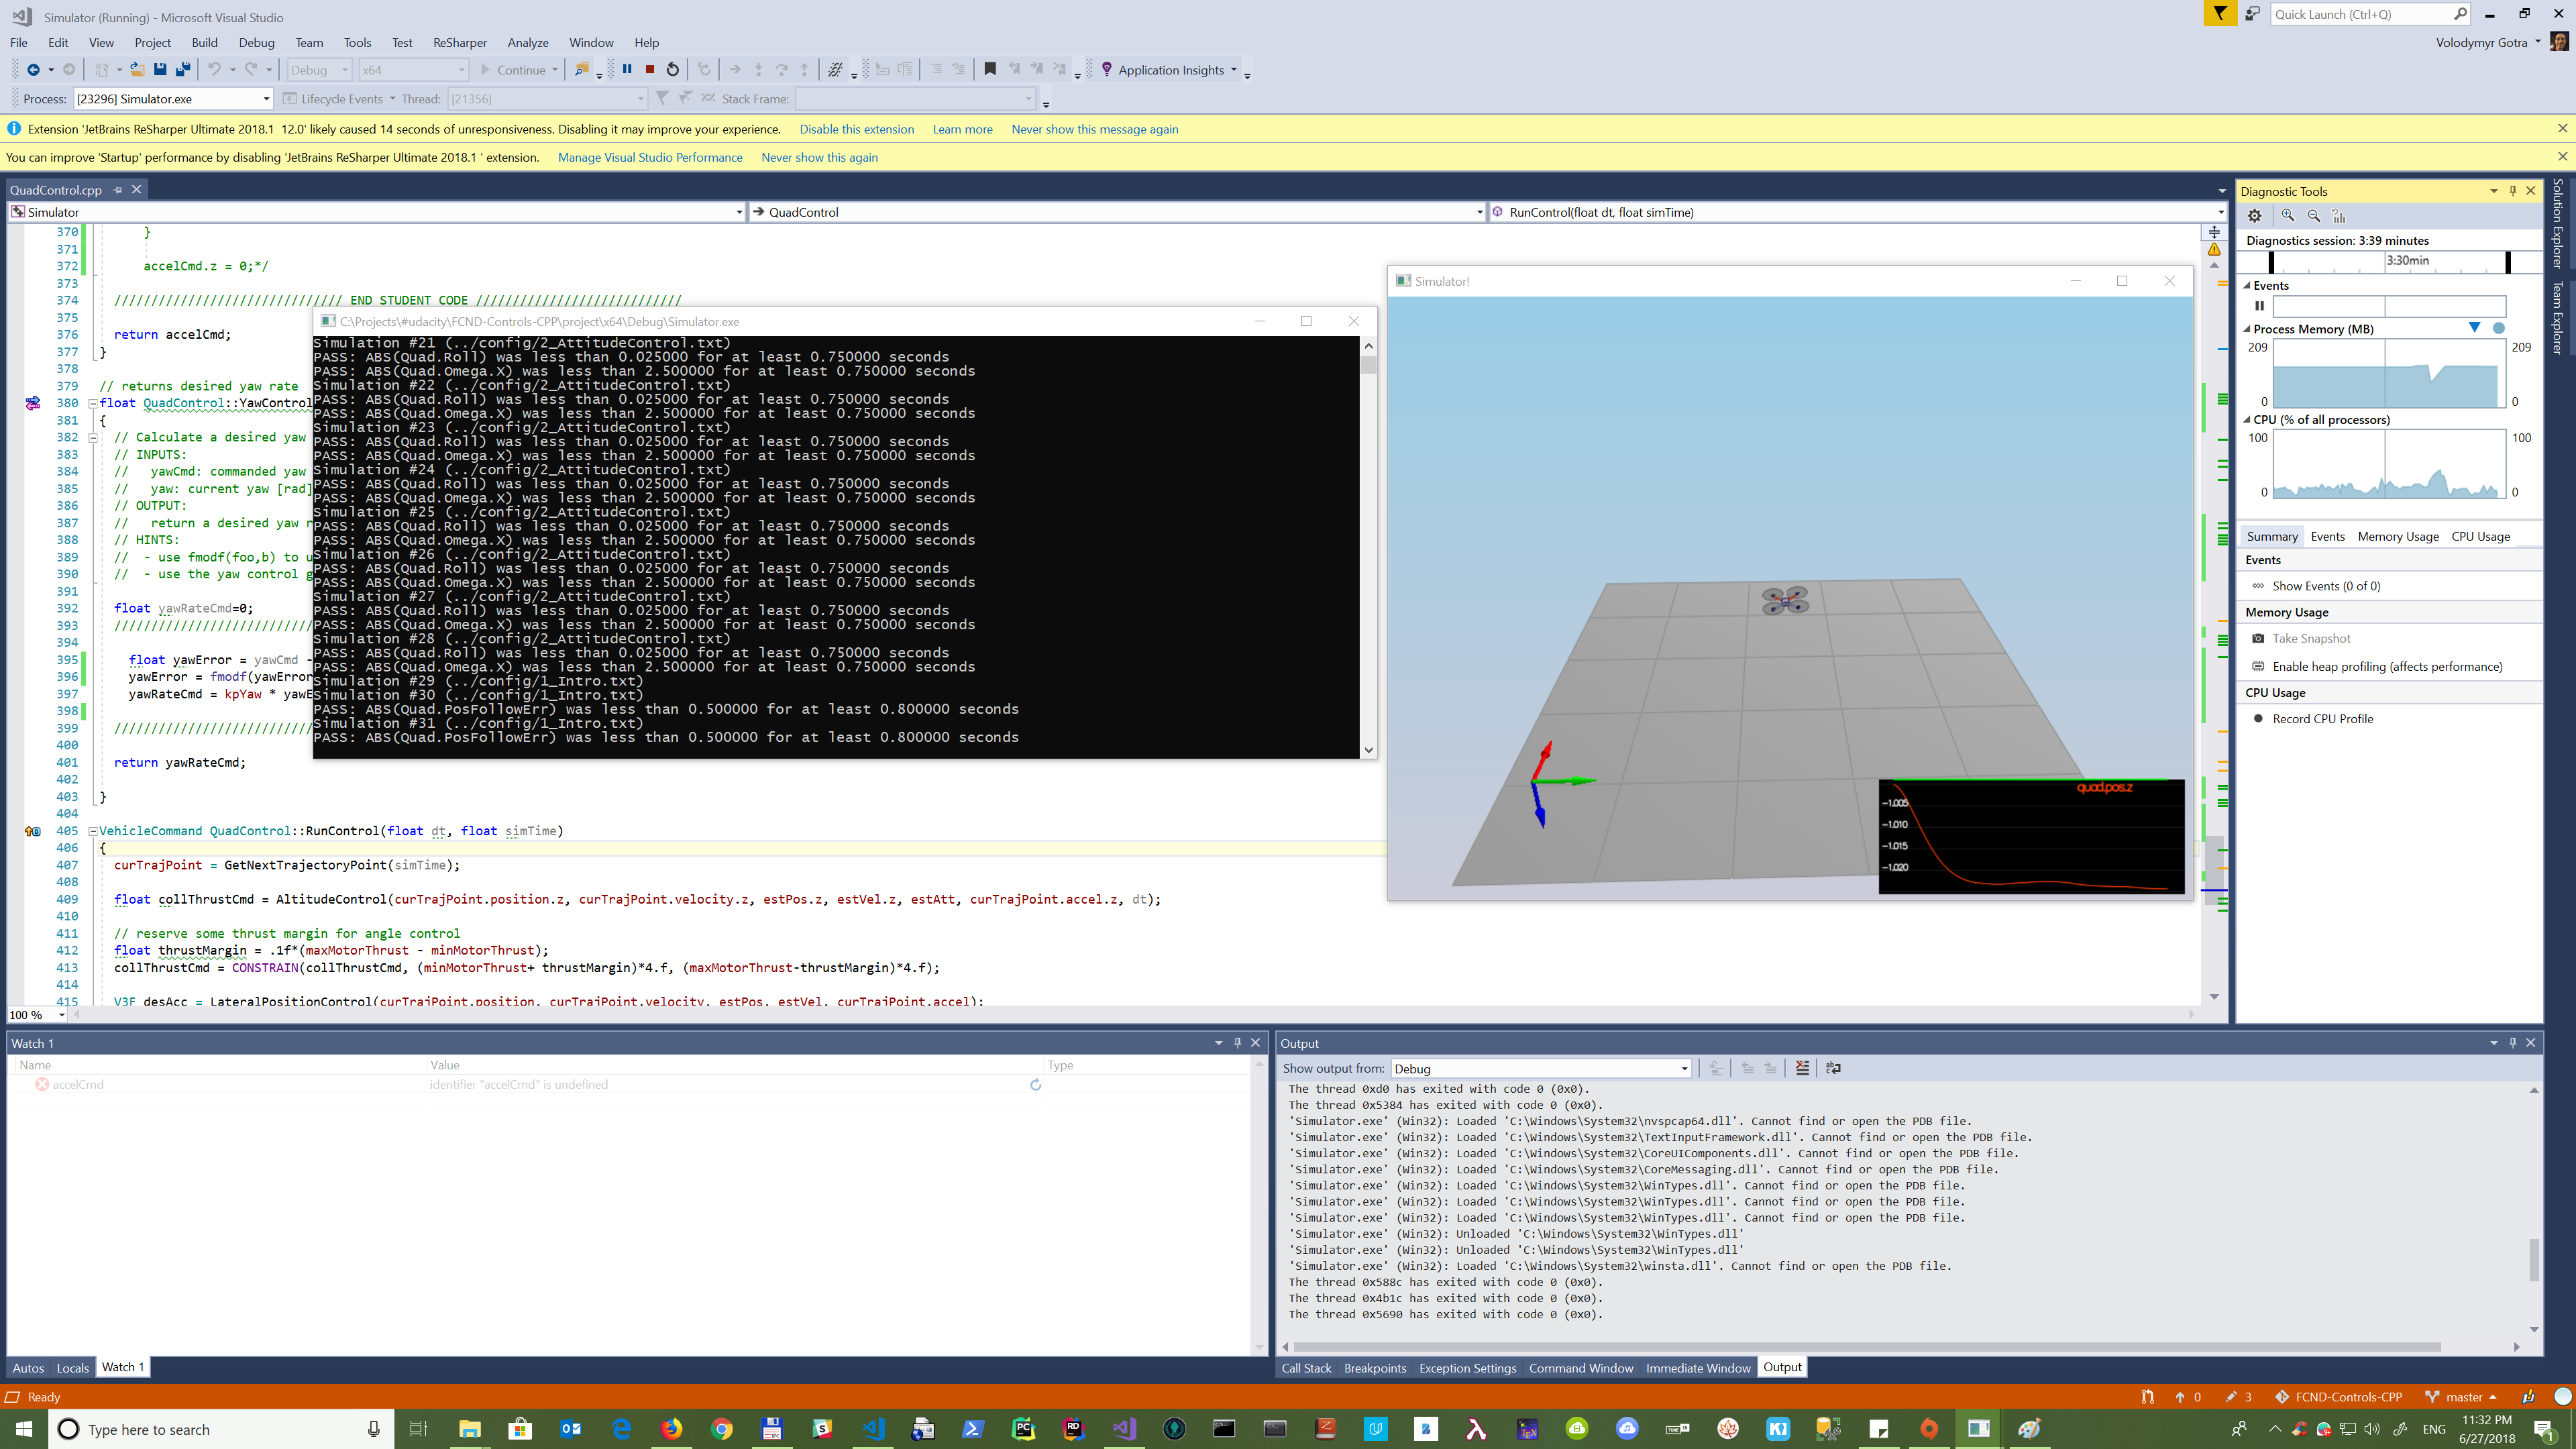 Simulator (Running) - Microsoft Visual Studio
Quick Launch (Ctrl+Q)
File Edit View Project Build Debug Team Tools Test ReSharper Analyze Window Help
Volodymyr Gotra
Debug x64 Continue Application Insights
Process: [23296] Simulator.exe Lifecycle Events Thread: [21356] Stack Frame:
Extension 'JetBrains ReSharper Ultimate 2018.1 12.0' likely caused 14 seconds of unresponsiveness. Disabling it may improve your experience. Disable this extension Learn more Never show this message again
You can improve 'Startup' performance by disabling 'JetBrains ReSharper Ultimate 2018.1 ' extension. Manage Visual Studio Performance Never show this again
QuadControl.cpp
Simulator QuadControl RunControl(float dt, float simTime)
370 }
371
372 accelCmd.z = 0;*/
373
374 /////////////////////////////// END STUDENT CODE ////////////////////////////
375
376 return accelCmd;
377 }
378
379 // returns desired yaw rate
380 float QuadControl::YawControl
381 {
382 // Calculate a desired yaw
383 // INPUTS:
384 // yawCmd: commanded yaw
385 // yaw: current yaw [rad]
386 // OUTPUT:
387 // return a desired yaw r
388 // HINTS:
389 // - use fmodf(foo,b) to u
390 // - use the yaw control g
391
392 float yawRateCmd=0;
393 ///////////////////////////
394
395 float yawError = yawCmd -
396 yawError = fmodf(yawError
397 yawRateCmd = kpYaw * yawE
398
399 ///////////////////////////
400
401 return yawRateCmd;
402
403 }
404
405 VehicleCommand QuadControl::RunControl(float dt, float simTime)
406 {
407 curTrajPoint = GetNextTrajectoryPoint(simTime);
408
409 float collThrustCmd = AltitudeControl(curTrajPoint.position.z, curTrajPoint.velocity.z, estPos.z, estVel.z, estAtt, curTrajPoint.accel.z, dt);
410
411 // reserve some thrust margin for angle control
412 float thrustMargin = .1f*(maxMotorThrust - minMotorThrust);
413 collThrustCmd = CONSTRAIN(collThrustCmd, (minMotorThrust+ thrustMargin)*4.f, (maxMotorThrust-thrustMargin)*4.f);
414
415 V3F desAcc = LateralPositionControl(curTrajPoint.position, curTrajPoint.velocity, estPos, estVel, curTrajPoint.accel);
100 %
C:\Projects\#udacity\FCND-Controls-CPP\project\x64\Debug\Simulator.exe
Simulation #21 (../config/2_AttitudeControl.txt)
PASS: ABS(Quad.Roll) was less than 0.025000 for at least 0.750000 seconds
PASS: ABS(Quad.Omega.X) was less than 2.500000 for at least 0.750000 seconds
Simulation #22 (../config/2_AttitudeControl.txt)
PASS: ABS(Quad.Roll) was less than 0.025000 for at least 0.750000 seconds
PASS: ABS(Quad.Omega.X) was less than 2.500000 for at least 0.750000 seconds
Simulation #23 (../config/2_AttitudeControl.txt)
PASS: ABS(Quad.Roll) was less than 0.025000 for at least 0.750000 seconds
PASS: ABS(Quad.Omega.X) was less than 2.500000 for at least 0.750000 seconds
Simulation #24 (../config/2_AttitudeControl.txt)
PASS: ABS(Quad.Roll) was less than 0.025000 for at least 0.750000 seconds
PASS: ABS(Quad.Omega.X) was less than 2.500000 for at least 0.750000 seconds
Simulation #25 (../config/2_AttitudeControl.txt)
PASS: ABS(Quad.Roll) was less than 0.025000 for at least 0.750000 seconds
PASS: ABS(Quad.Omega.X) was less than 2.500000 for at least 0.750000 seconds
Simulation #26 (../config/2_AttitudeControl.txt)
PASS: ABS(Quad.Roll) was less than 0.025000 for at least 0.750000 seconds
PASS: ABS(Quad.Omega.X) was less than 2.500000 for at least 0.750000 seconds
Simulation #27 (../config/2_AttitudeControl.txt)
PASS: ABS(Quad.Roll) was less than 0.025000 for at least 0.750000 seconds
PASS: ABS(Quad.Omega.X) was less than 2.500000 for at least 0.750000 seconds
Simulation #28 (../config/2_AttitudeControl.txt)
PASS: ABS(Quad.Roll) was less than 0.025000 for at least 0.750000 seconds
PASS: ABS(Quad.Omega.X) was less than 2.500000 for at least 0.750000 seconds
Simulation #29 (../config/1_Intro.txt)
Simulation #30 (../config/1_Intro.txt)
PASS: ABS(Quad.PosFollowErr) was less than 0.500000 for at least 0.800000 seconds
Simulation #31 (../config/1_Intro.txt)
PASS: ABS(Quad.PosFollowErr) was less than 0.500000 for at least 0.800000 seconds
Simulator!
quad.pos.z
-1.005
-1.010
-1.015
-1.020
Diagnostic Tools
Diagnostics session: 3:39 minutes
3:30min
Events
Process Memory (MB)
209 209
0 0
CPU (% of all processors)
100 100
0 0
Summary Events Memory Usage CPU Usage
Events
Show Events (0 of 0)
Memory Usage
Take Snapshot
Enable heap profiling (affects performance)
CPU Usage
Record CPU Profile
Solution Explorer
Team Explorer
Watch 1
Name Value Type
accelCmd identifier "accelCmd" is undefined
Autos Locals Watch 1
Output
Show output from: Debug
The thread 0xd0 has exited with code 0 (0x0).
The thread 0x5384 has exited with code 0 (0x0).
'Simulator.exe' (Win32): Loaded 'C:\Windows\System32\nvspcap64.dll'. Cannot find or open the PDB file.
'Simulator.exe' (Win32): Loaded 'C:\Windows\System32\TextInputFramework.dll'. Cannot find or open the PDB file.
'Simulator.exe' (Win32): Loaded 'C:\Windows\System32\CoreUIComponents.dll'. Cannot find or open the PDB file.
'Simulator.exe' (Win32): Loaded 'C:\Windows\System32\CoreMessaging.dll'. Cannot find or open the PDB file.
'Simulator.exe' (Win32): Loaded 'C:\Windows\System32\WinTypes.dll'. Cannot find or open the PDB file.
'Simulator.exe' (Win32): Loaded 'C:\Windows\System32\WinTypes.dll'. Cannot find or open the PDB file.
'Simulator.exe' (Win32): Loaded 'C:\Windows\System32\WinTypes.dll'. Cannot find or open the PDB file.
'Simulator.exe' (Win32): Unloaded 'C:\Windows\System32\WinTypes.dll'
'Simulator.exe' (Win32): Unloaded 'C:\Windows\System32\WinTypes.dll'
'Simulator.exe' (Win32): Loaded 'C:\Windows\System32\winsta.dll'. Cannot find or open the PDB file.
The thread 0x588c has exited with code 0 (0x0).
The thread 0x4b1c has exited with code 0 (0x0).
The thread 0x5690 has exited with code 0 (0x0).
Call Stack Breakpoints Exception Settings Command Window Immediate Window Output
Ready 0 3 FCND-Controls-CPP master
Type here to search
ENG 11:32 PM
6/27/2018
1